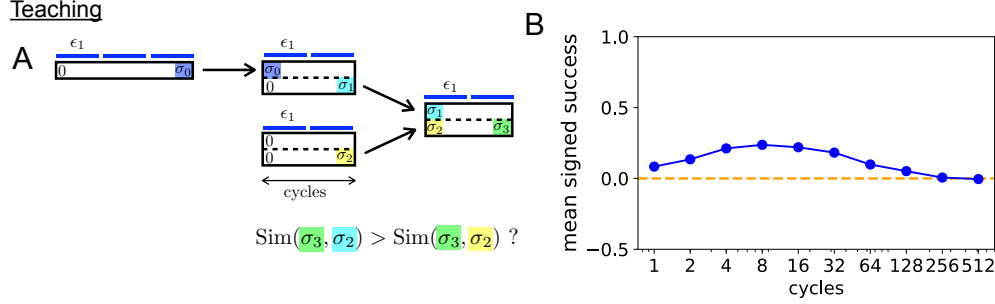 Teaching
A
ϵ₁
0 σ₀
ϵ₁
σ₀
0 σ₁
ϵ₁
0
0 σ₂
cycles
ϵ₁
σ₁
σ₂ σ₃
Sim(σ₃, σ₂) > Sim(σ₃, σ₂) ?
B
mean signed success
1.0
0.5
0.0
−0.5
1 2 4 8 16 32 64 128 256 512
cycles